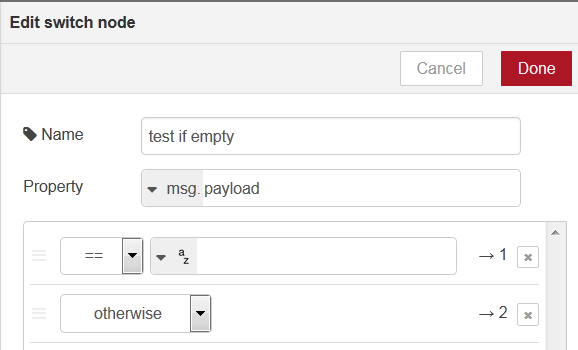 Edit switch node
Cancel Done
Name test if empty
Property msg. payload
== az → 1 ×
otherwise → 2 ×